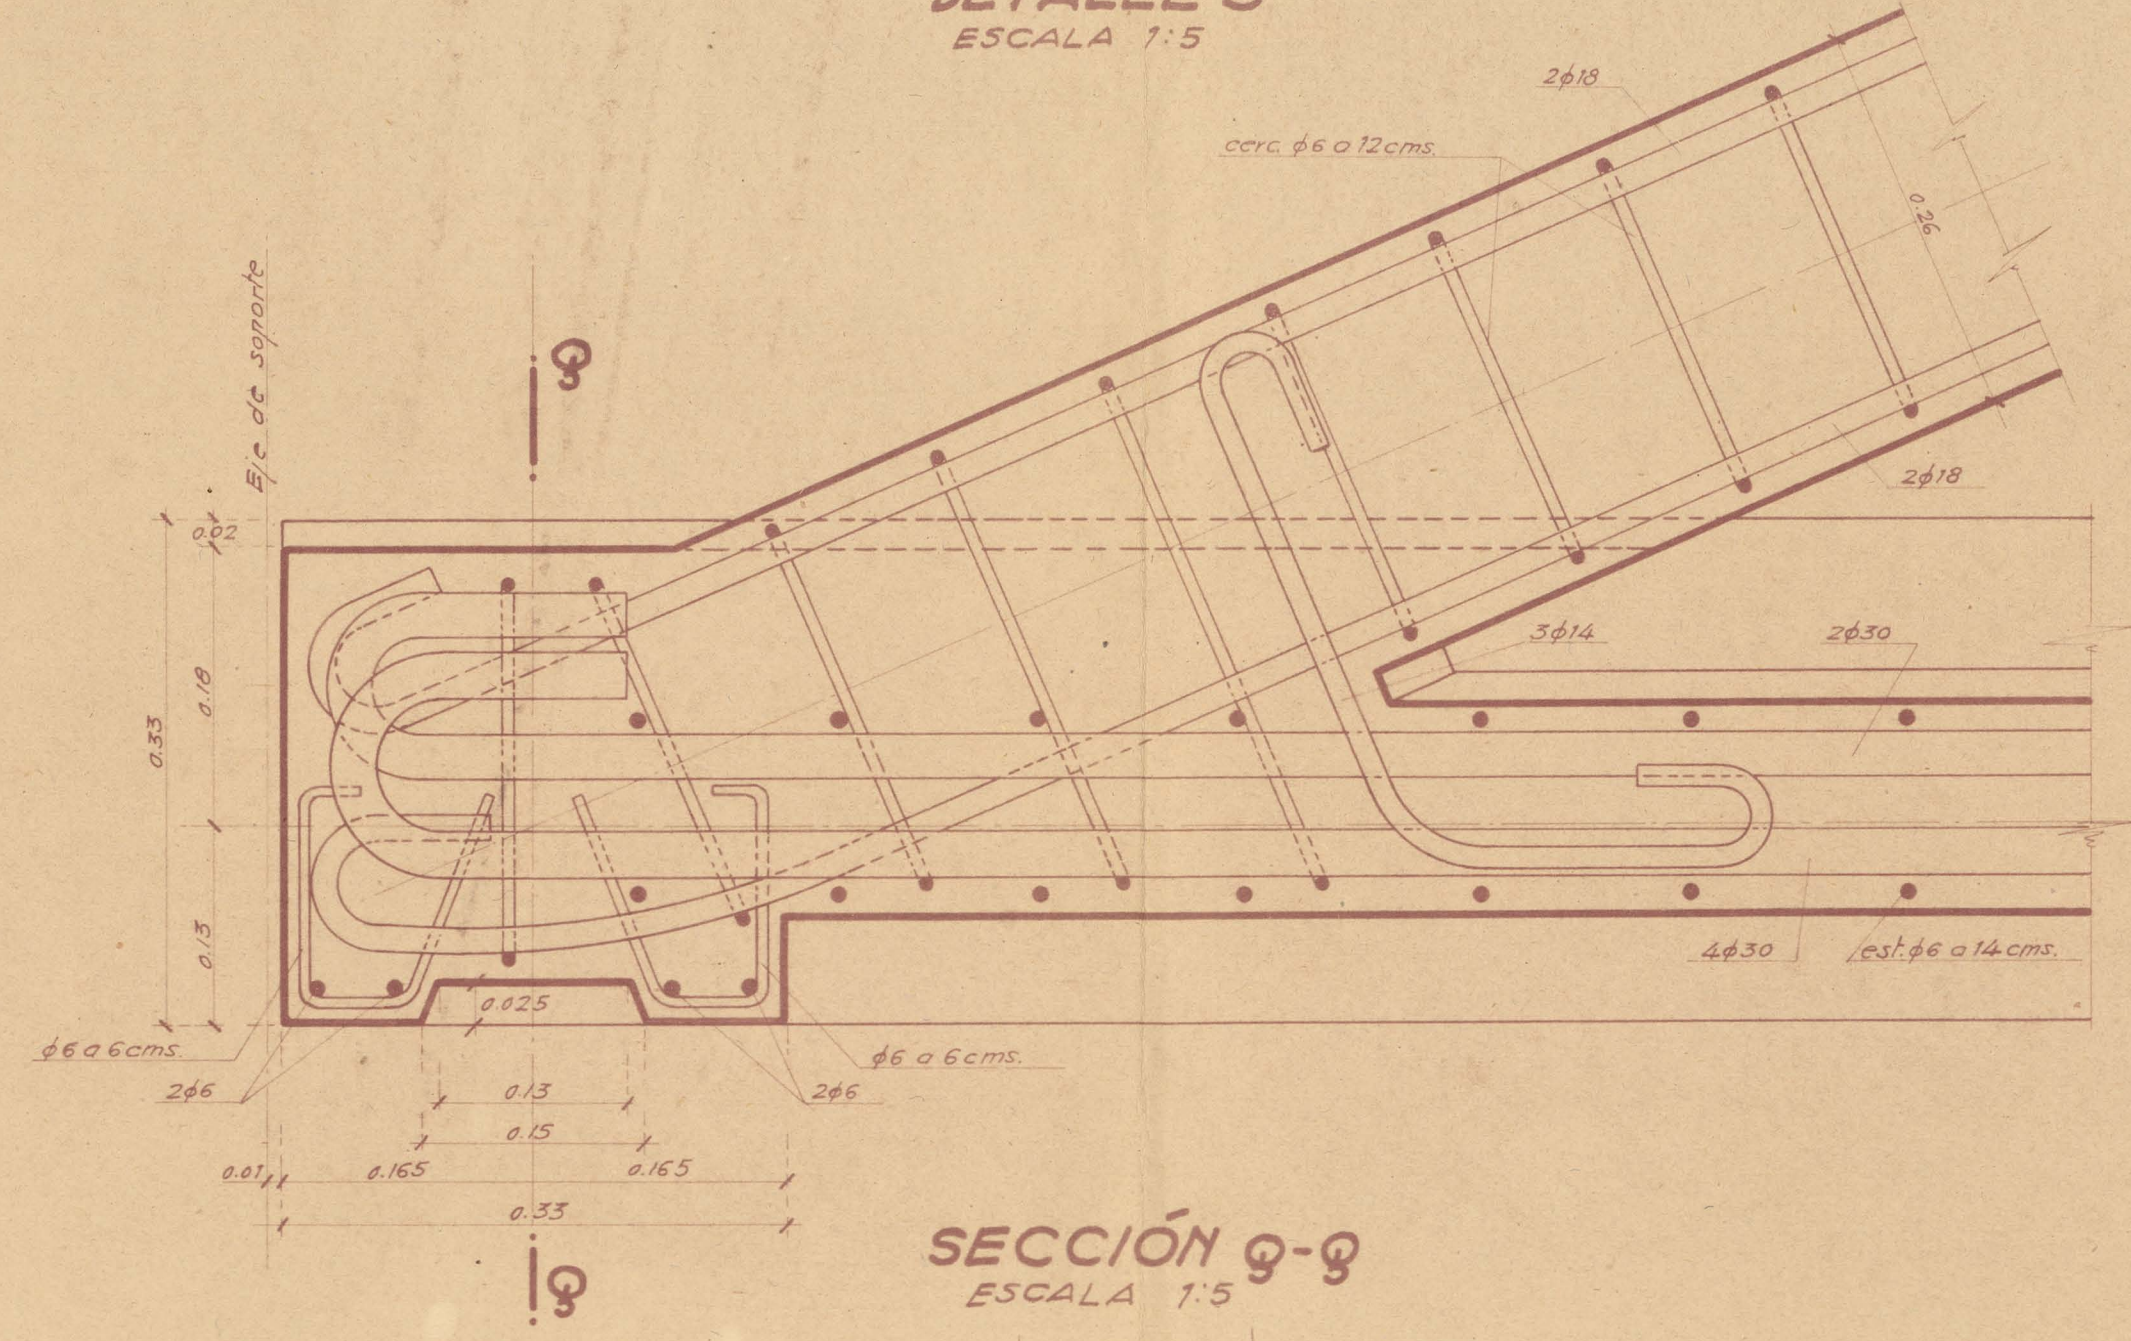 ESCALA 1:5
2ϕ18
cerc. ϕ6 a 12cms.
0.26
Eje de soporte
2ϕ18
0.02
3ϕ14
2ϕ30
0.18
0.33
0.13
4ϕ30
est. ϕ6 a 14cms.
0.025
ϕ6 a 6cms.
ϕ6 a 6cms.
2ϕ6
0.13
2ϕ6
0.15
0.01
0.165
0.165
0.33
SECCIÓN
ESCALA 1:5